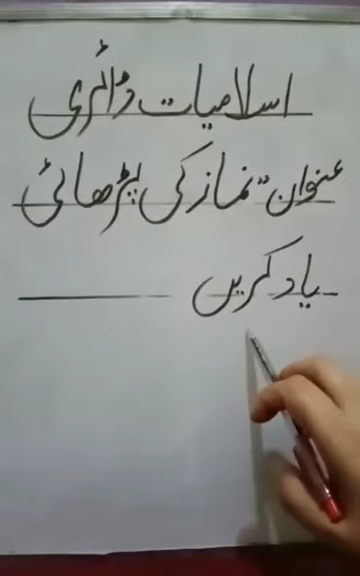 اسلامیات ڈائری
عنوان " نماز کی پڑھائی
یاد کریں